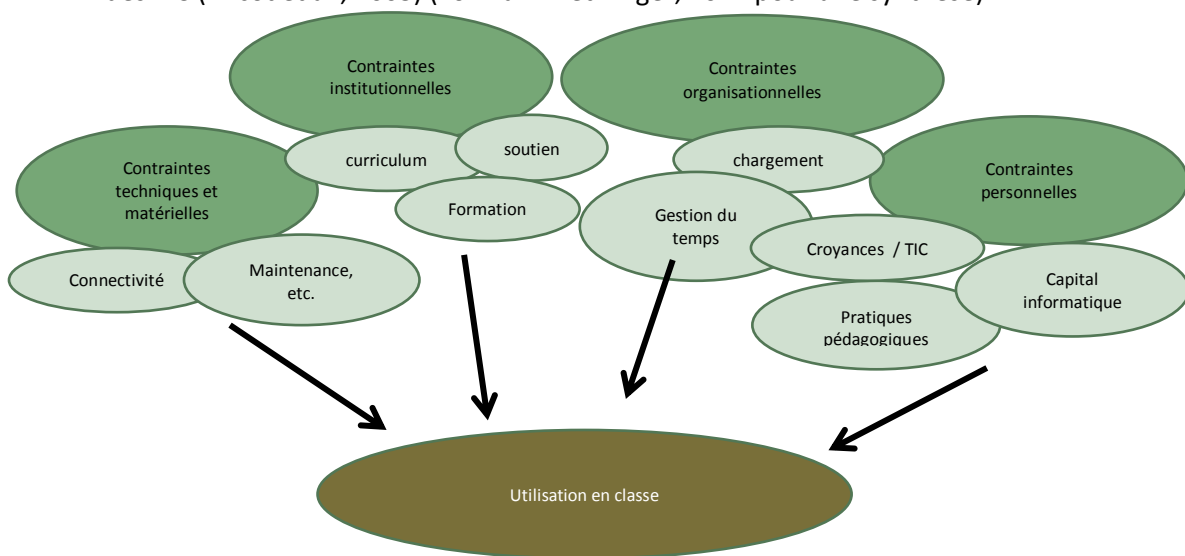 Contraintes
institutionnelles
Contraintes
organisationnelles
curriculum
soutien
chargement
Contraintes
techniques et
matérielles
Contraintes
personnelles
Formation
Gestion du
temps
Croyances / TIC
Connectivité
Maintenance,
etc.
Capital
informatique
Pratiques
pédagogiques
Utilisation en classe